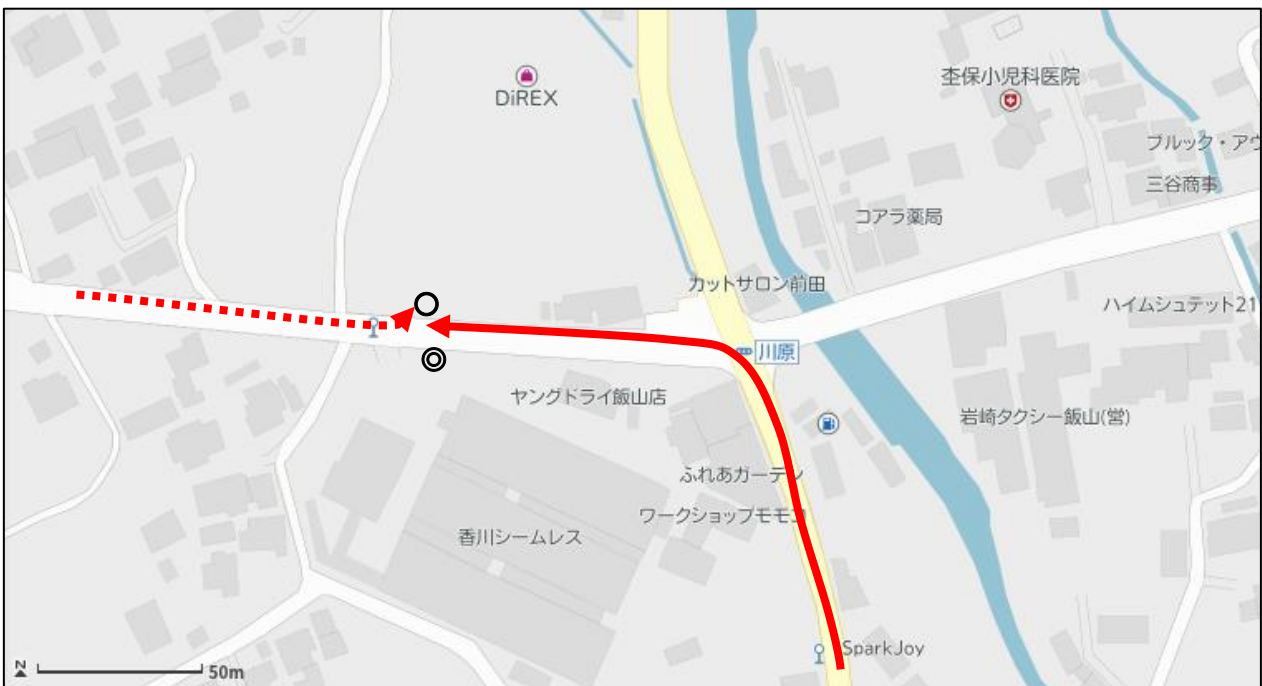 DiREX
杢保小児科医院
ブルック・アヴ
三谷商事
コアラ薬局
カットサロン前田
ハイムシュテット21
川原
ヤングドライ飯山店
岩崎タクシー飯山(営)
ふれあガーデン
ワークショップモモコ
香川シームレス
SparkJoy
N
50m